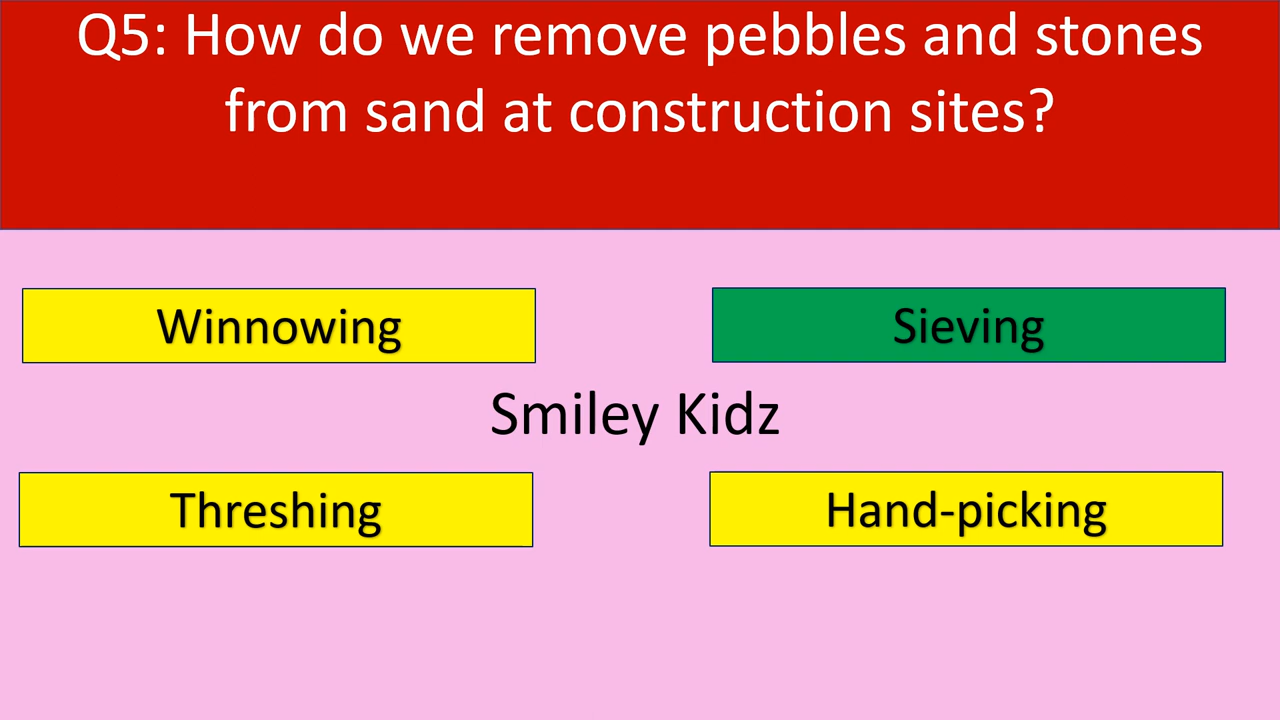 Q5: How do we remove pebbles and stones
from sand at construction sites?
Winnowing
Sieving
Smiley Kidz
Threshing
Hand-picking